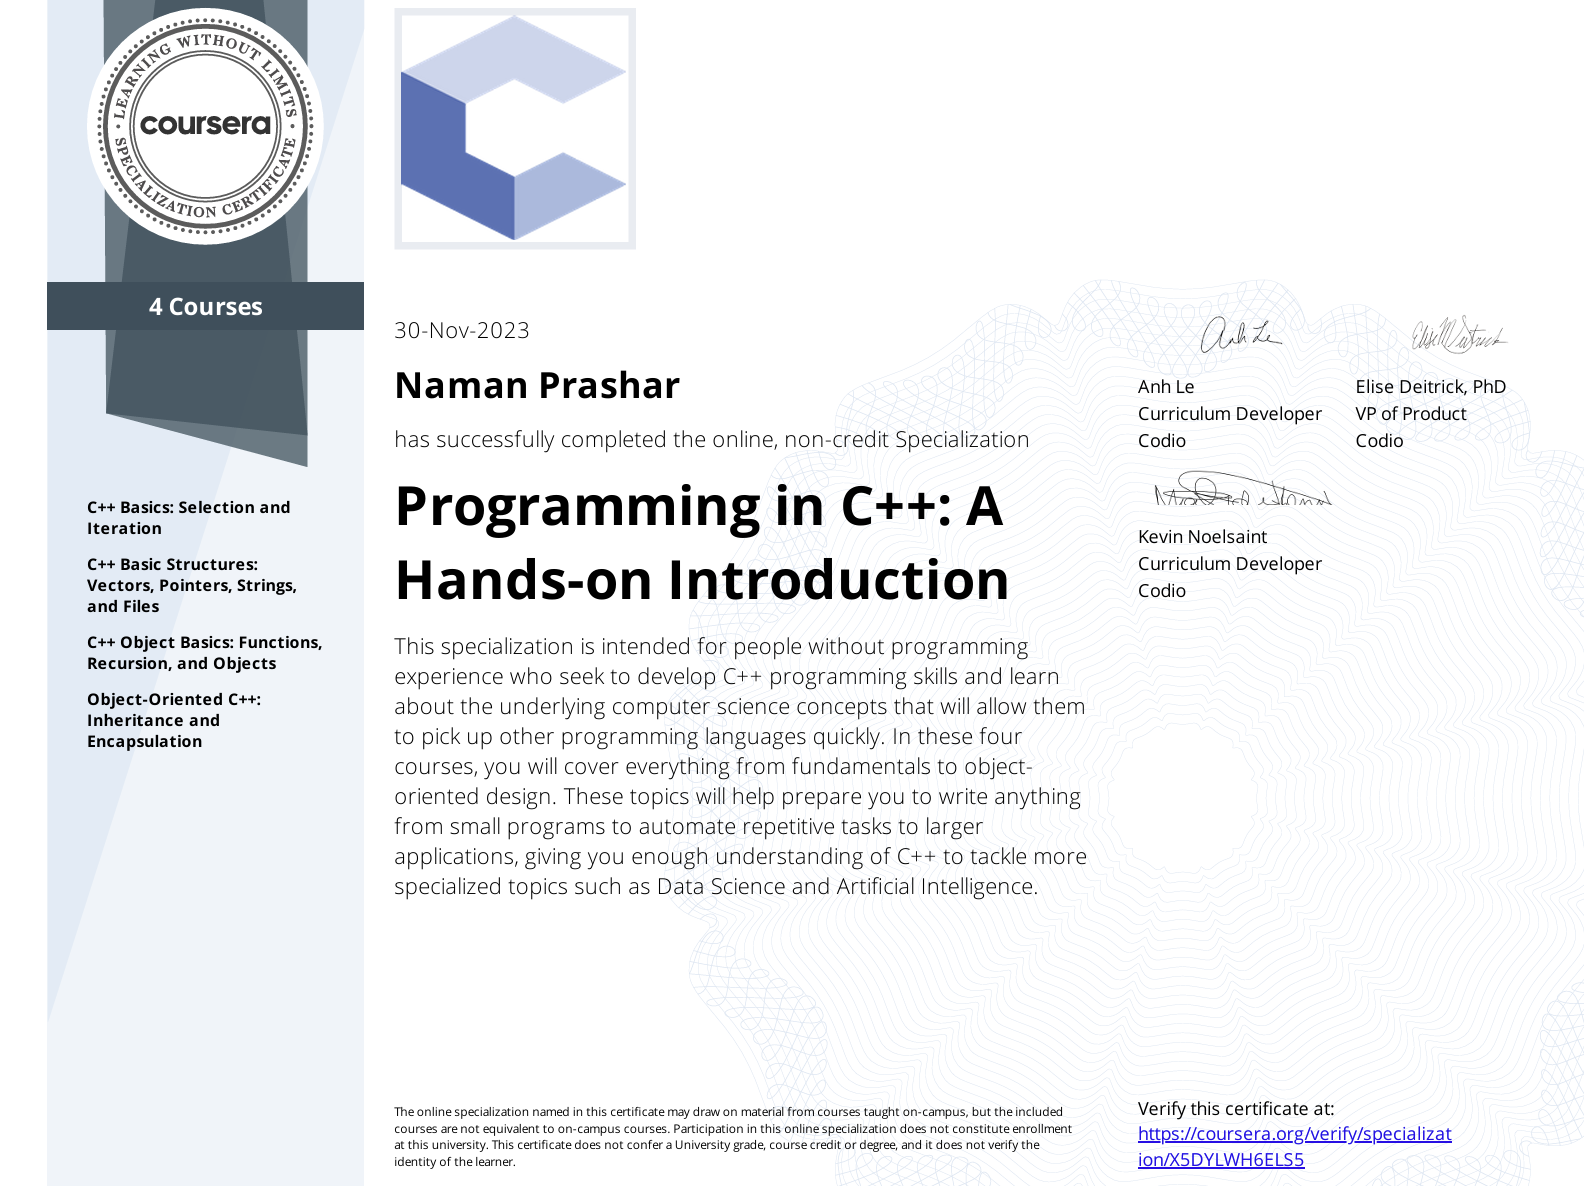 LEARNING WITHOUT LIMITS
coursera
SPECIALIZATION CERTIFICATE
4 Courses
C++ Basics: Selection and
Iteration
C++ Basic Structures:
Vectors, Pointers, Strings,
and Files
C++ Object Basics: Functions,
Recursion, and Objects
Object-Oriented C++:
Inheritance and
Encapsulation
30-Nov-2023
Naman Prashar
has successfully completed the online, non-credit Specialization
Programming in C++: A
Hands-on Introduction
This specialization is intended for people without programming
experience who seek to develop C++ programming skills and learn
about the underlying computer science concepts that will allow them
to pick up other programming languages quickly. In these four
courses, you will cover everything from fundamentals to object-
oriented design. These topics will help prepare you to write anything
from small programs to automate repetitive tasks to larger
applications, giving you enough understanding of C++ to tackle more
specialized topics such as Data Science and Artificial Intelligence.
Anh Le
Anh Le
Curriculum Developer
Codio
Elise Deitrick
Elise Deitrick, PhD
VP of Product
Codio
Kevin Noelsaint
Curriculum Developer
Codio
The online specialization named in this certificate may draw on material from courses taught on-campus, but the included
courses are not equivalent to on-campus courses. Participation in this online specialization does not constitute enrollment
at this university. This certificate does not confer a University grade, course credit or degree, and it does not verify the
identity of the learner.
Verify this certificate at:
https://coursera.org/verify/specializat
ion/X5DYLWH6ELS5